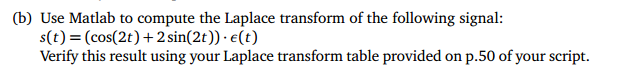 (b) Use Matlab to compute the Laplace transform of the following signal:
s(t) = (cos(2t) + 2 sin(2t)) · ϵ(t)
Verify this result using your Laplace transform table provided on p.50 of your script.